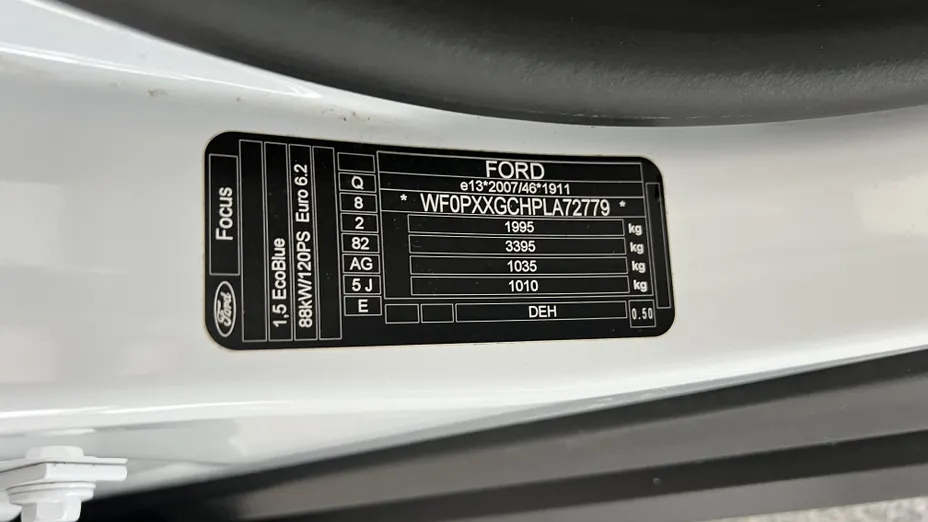 Ford
Focus
1,5 EcoBlue
88kW/120PS Euro 6.2
Q
8
2
82
AG
5 J
E
FORD
e13*2007/46*1911
* WF0PXXGCHPLA72779 *
1995 kg
3395 kg
1035 kg
1010 kg
DEH
0.50